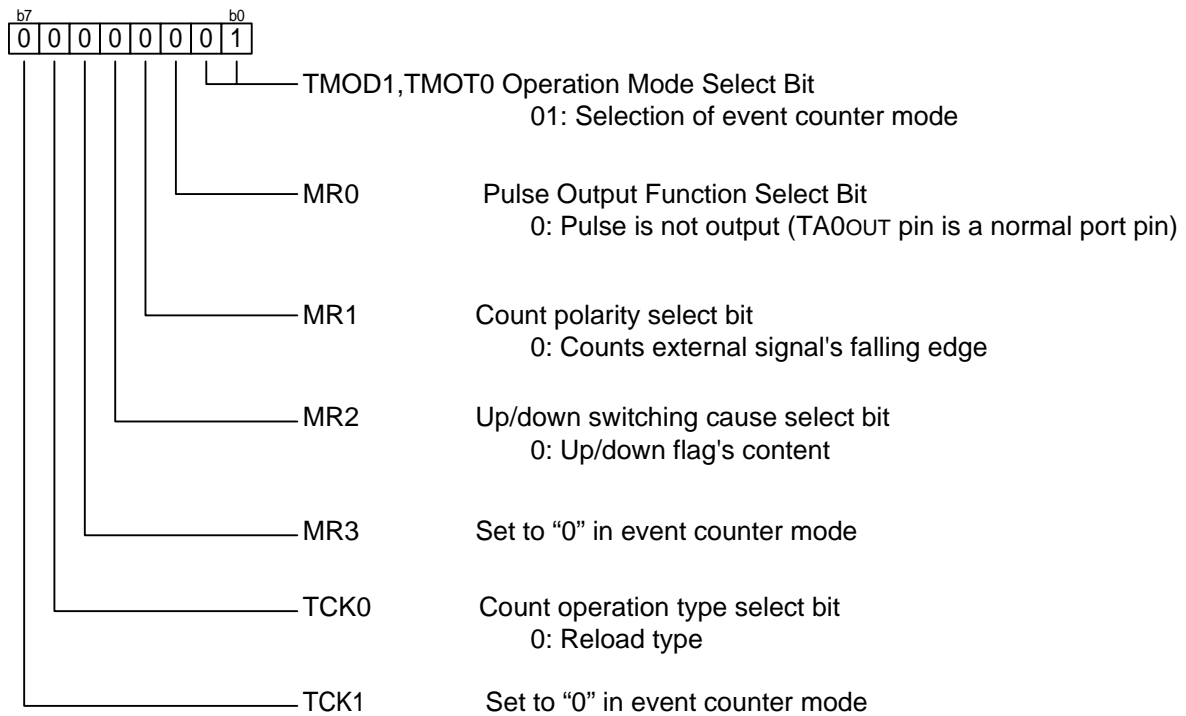 b7 b0
0 0 0 0 0 0 0 1
TMOD1,TMOT0 Operation Mode Select Bit
01: Selection of event counter mode
MR0 Pulse Output Function Select Bit
0: Pulse is not output (TA0OUT pin is a normal port pin)
MR1 Count polarity select bit
0: Counts external signal's falling edge
MR2 Up/down switching cause select bit
0: Up/down flag's content
MR3 Set to “0” in event counter mode
TCK0 Count operation type select bit
0: Reload type
TCK1 Set to “0” in event counter mode